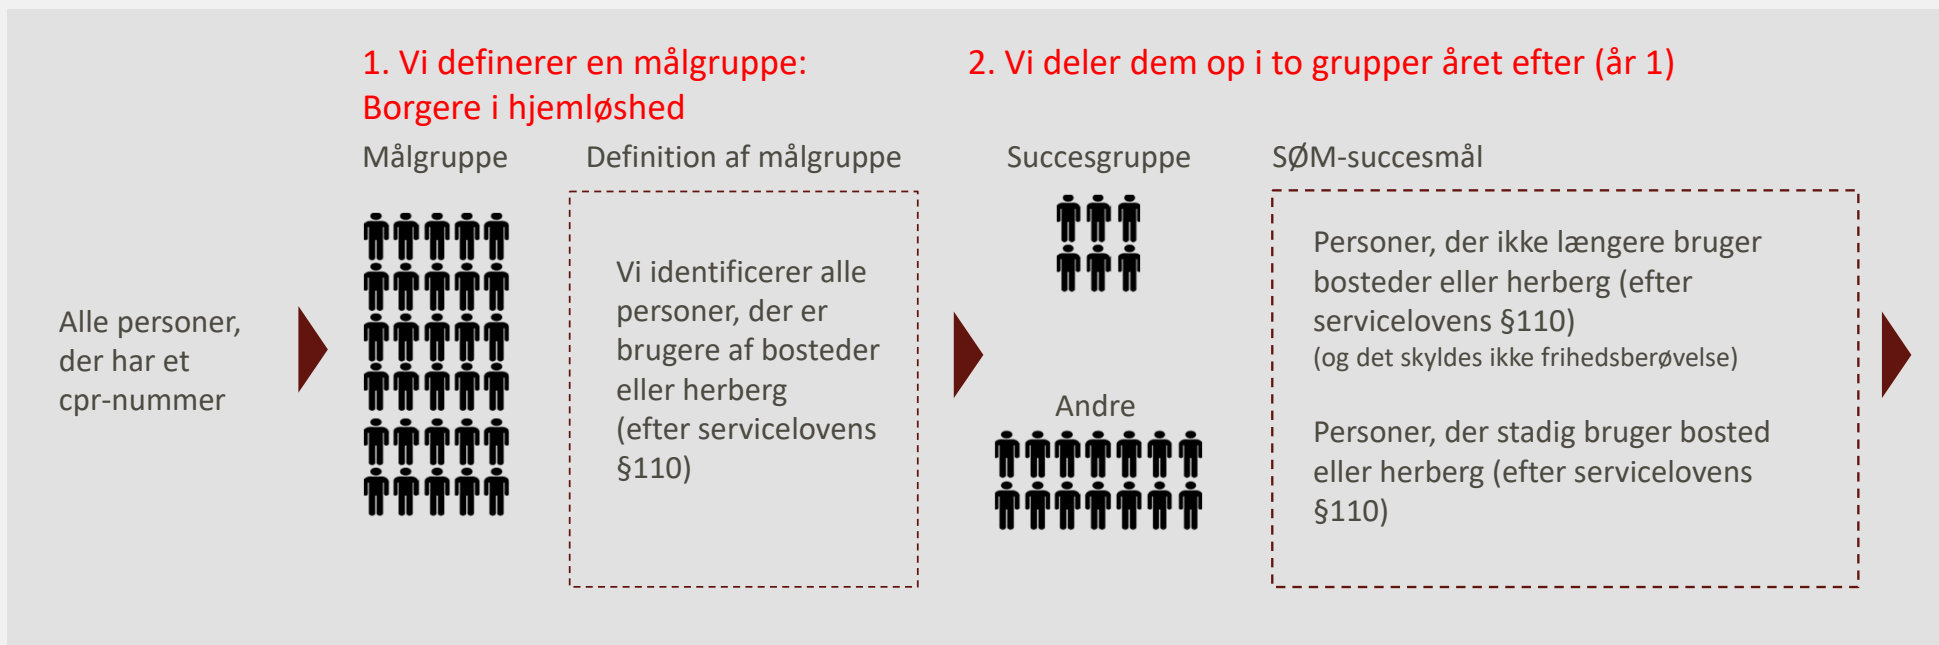 Alle personer,
der har et
cpr-nummer
1. Vi definerer en målgruppe:
Borgere i hjemløshed
Målgruppe
Definition af målgruppe
Vi identificerer alle
personer, der er
brugere af bosteder
eller herberg
(efter servicelovens
§110)
2. Vi deler dem op i to grupper året efter (år 1)
Succesgruppe
Andre
SØM-succesmål
Personer, der ikke længere bruger
bosteder eller herberg (efter
servicelovens §110)
(og det skyldes ikke frihedsberøvelse)
Personer, der stadig bruger bosted
eller herberg (efter servicelovens
§110)